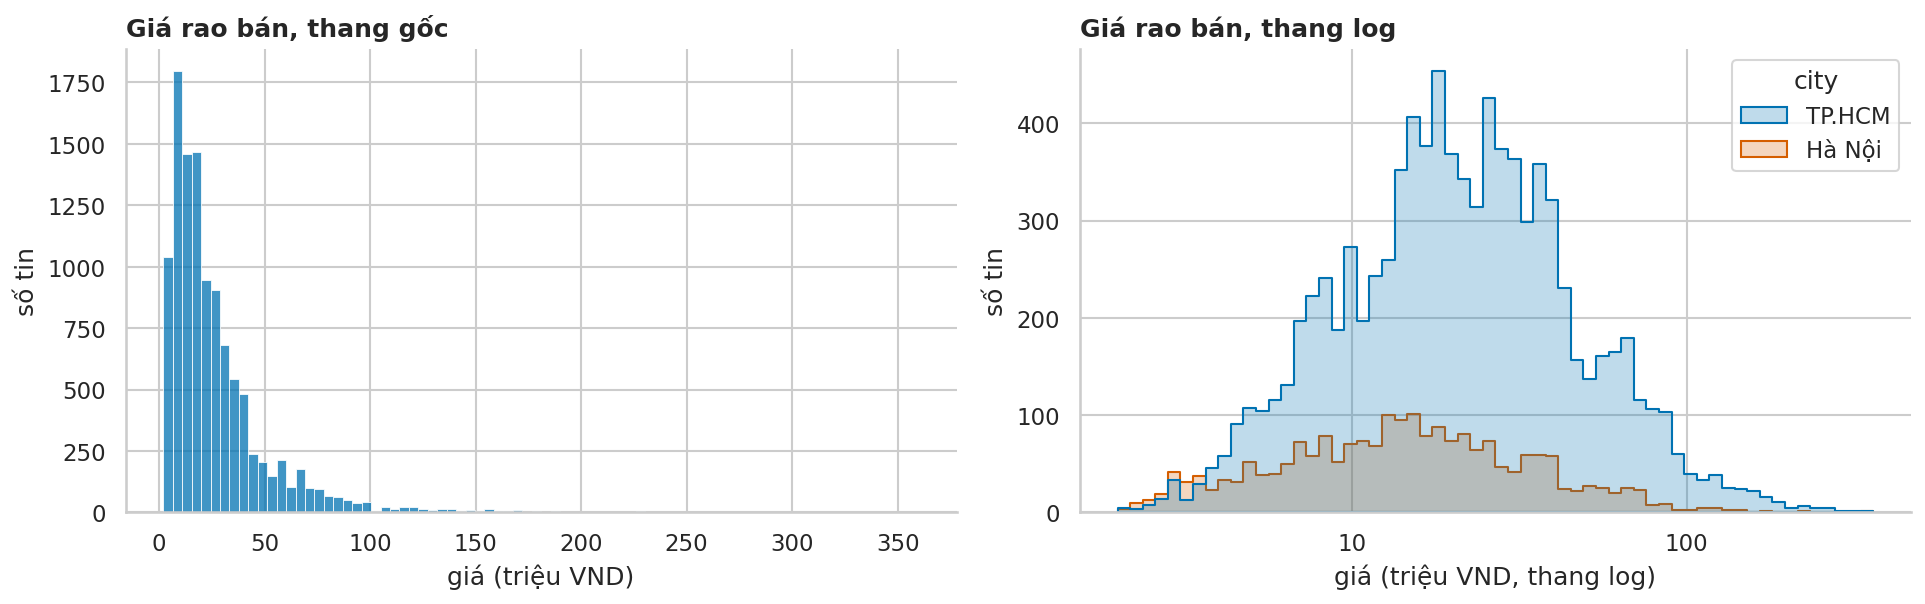 Giá rao bán, thang gốc
1750
1500
1250
1000
750
500
250
0
số tin
0 50 100 150 200 250 300 350
giá (triệu VND)
Giá rao bán, thang log
400
300
200
100
0
số tin
10 100
giá (triệu VND, thang log)
city
TP.HCM
Hà Nội